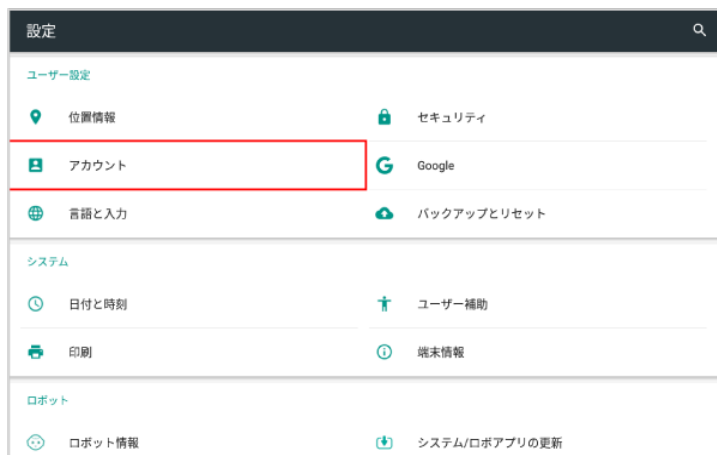 設定
ユーザー設定
位置情報
セキュリティ
アカウント
Google
言語と入力
バックアップとリセット
システム
日付と時刻
ユーザー補助
印刷
端末情報
ロボット
ロボット情報
システム/ロボアプリの更新